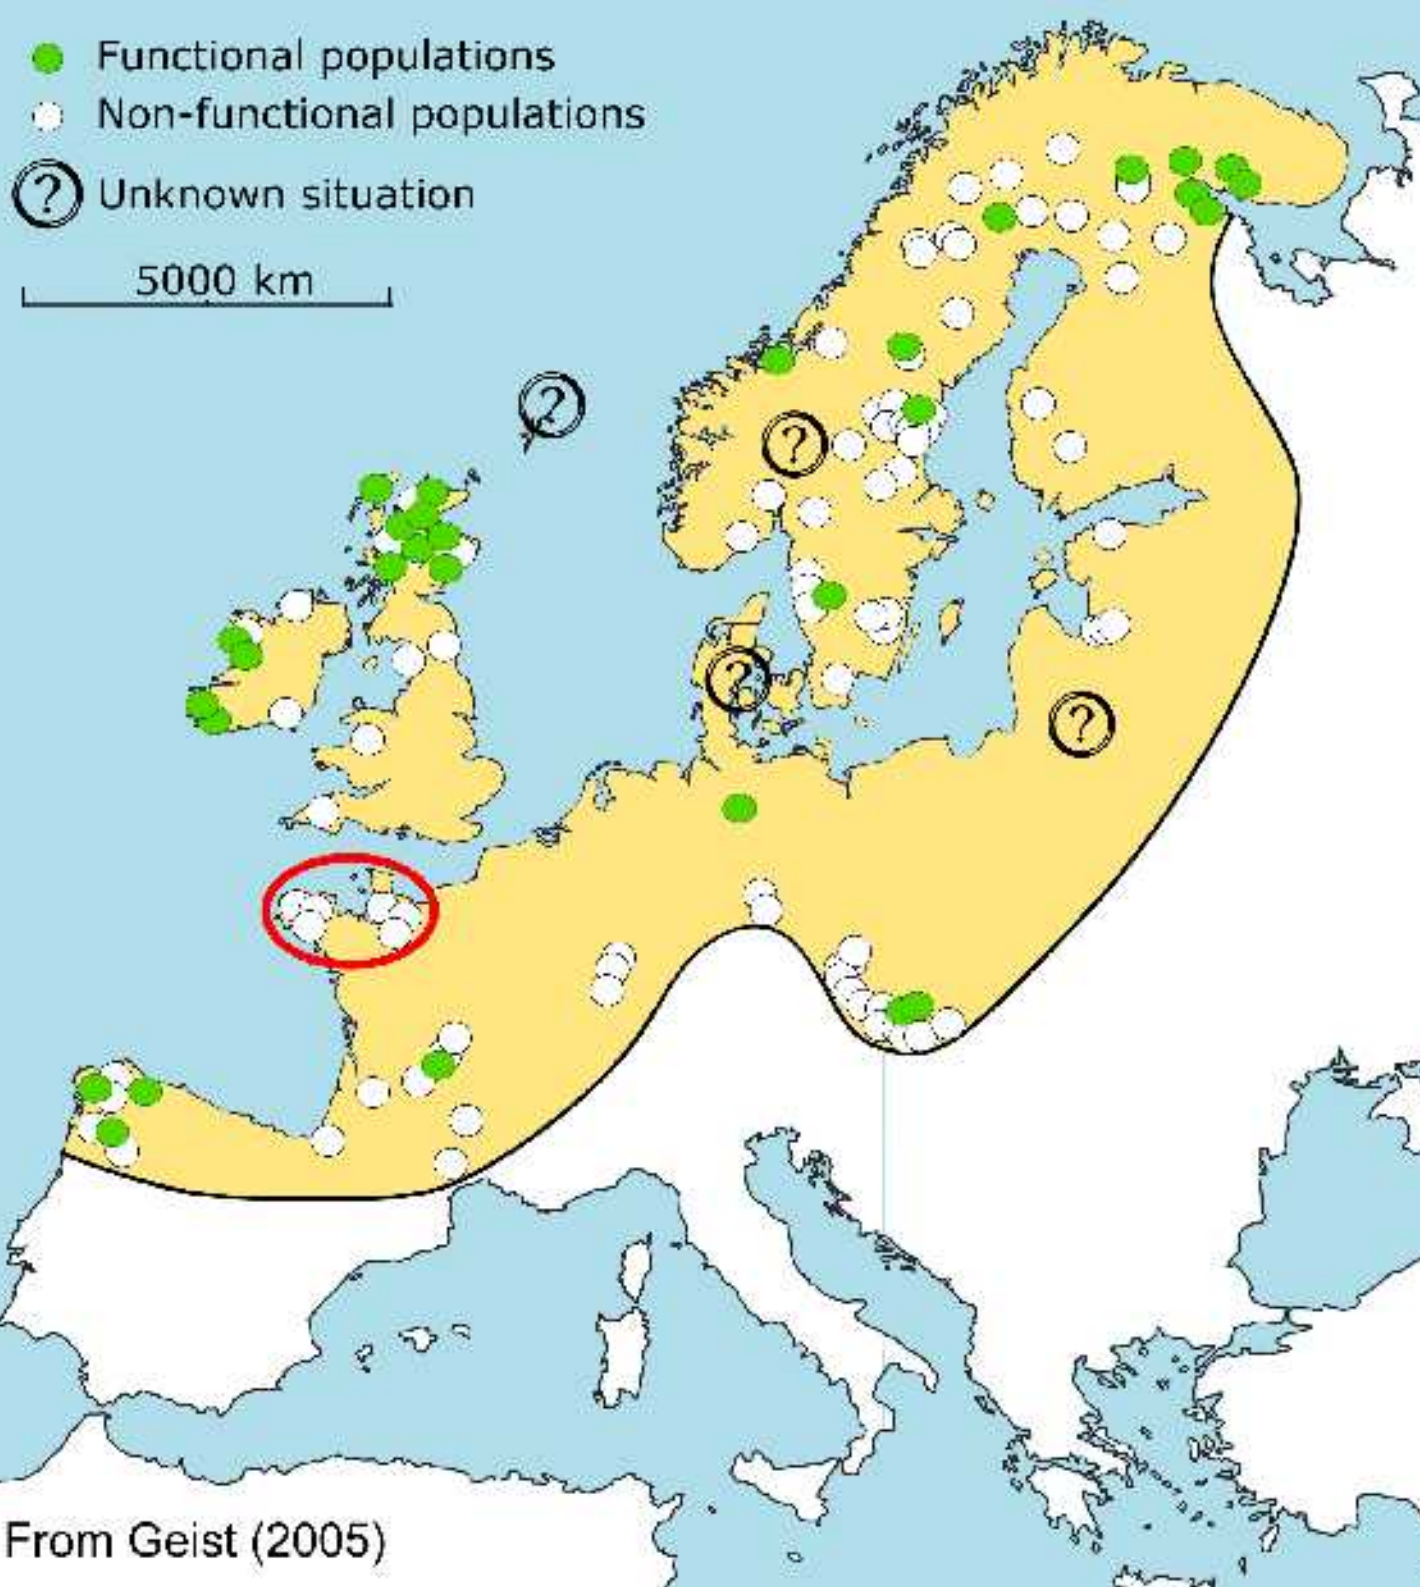 Functional populations
Non-functional populations
? Unknown situation
5000 km
?
?
?
?
From Geist (2005)